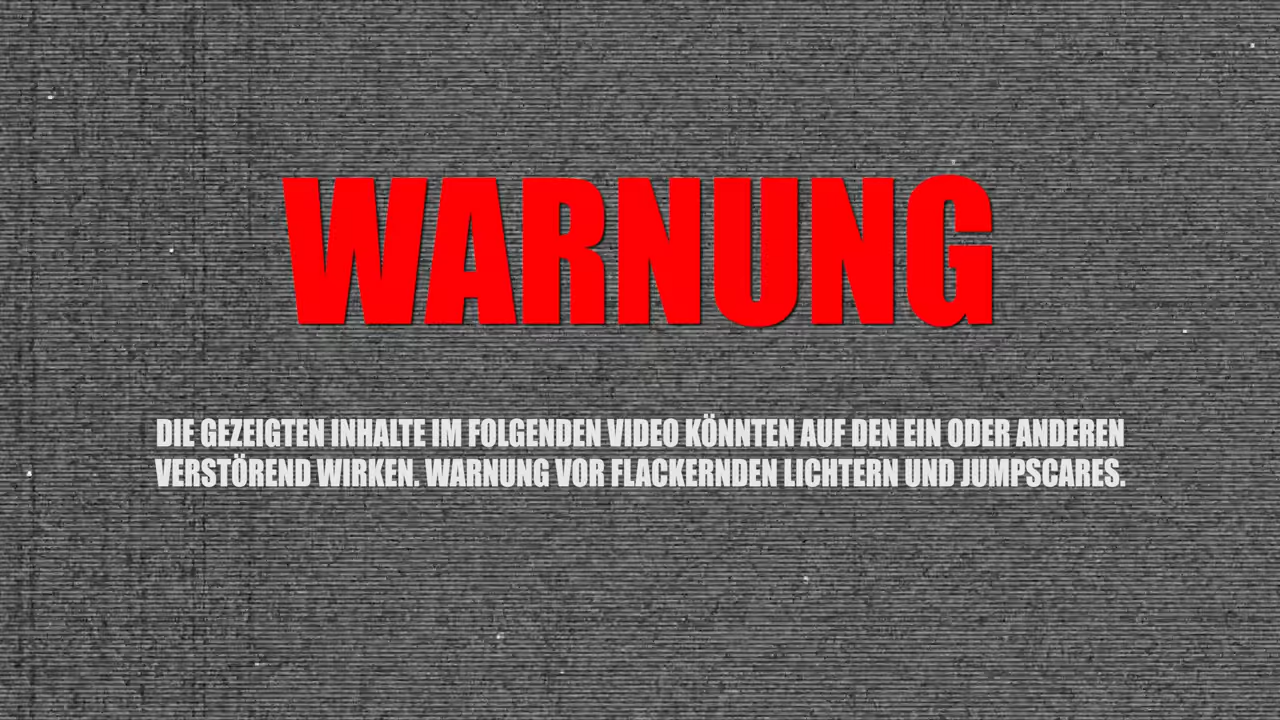 WARNUNG
DIE GEZEIGTEN INHALTE IM FOLGENDEN VIDEO KÖNNTEN AUF DEN EIN ODER ANDEREN
VERSTÖREND WIRKEN. WARNUNG VOR FLACKERNDEN LICHTERN UND JUMPSCARES.